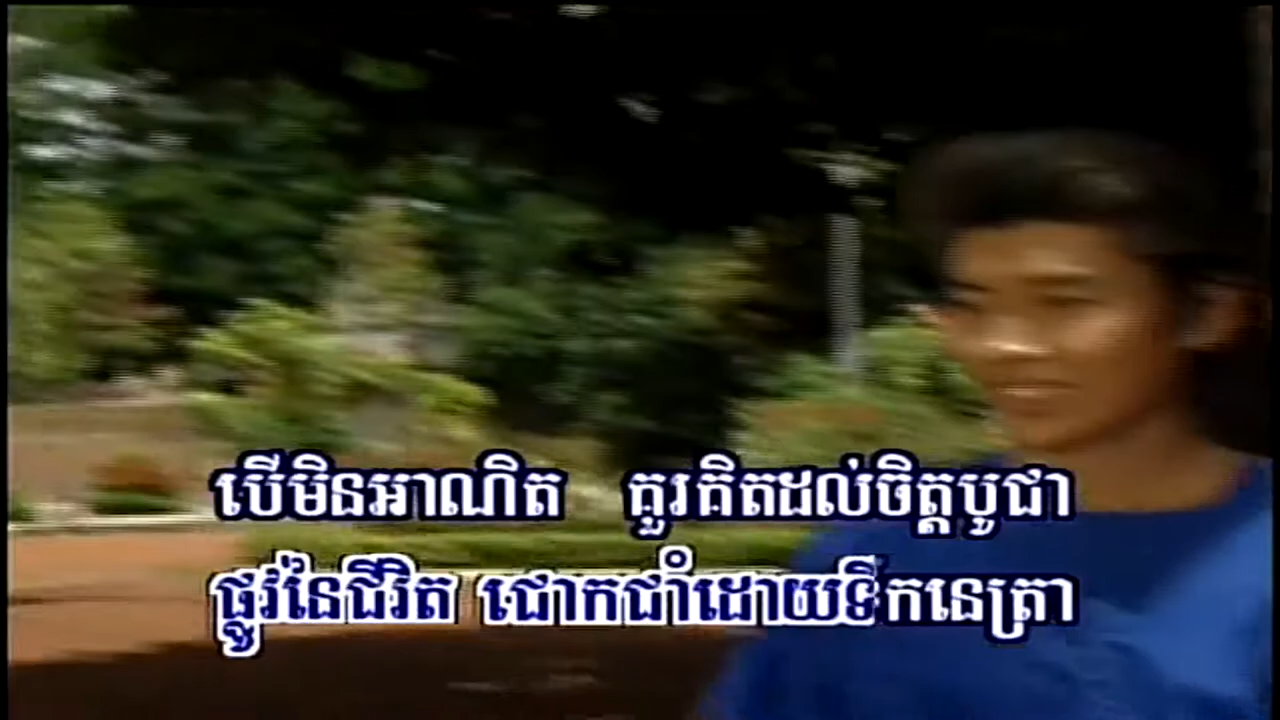 បើមិនអាណិត គួរគិតដល់ចិត្តបូជា
ផ្លូវនៃជីវិត ជោកជាំដោយទឹកនេត្រា